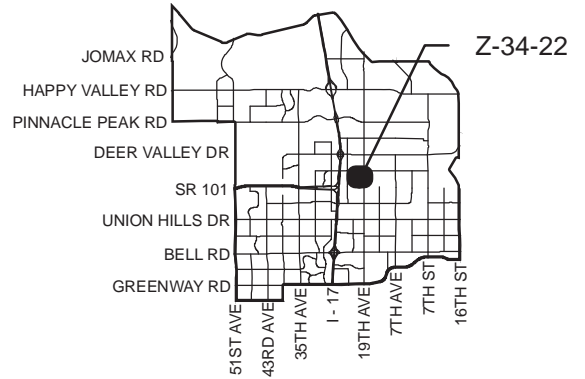 Z-34-22
JOMAX RD
HAPPY VALLEY RD
PINNACLE PEAK RD
DEER VALLEY DR
SR 101
UNION HILLS DR
BELL RD
GREENWAY RD
51ST AVE
43RD AVE
35TH AVE
I - 17
19TH AVE
7TH AVE
7TH ST
16TH ST